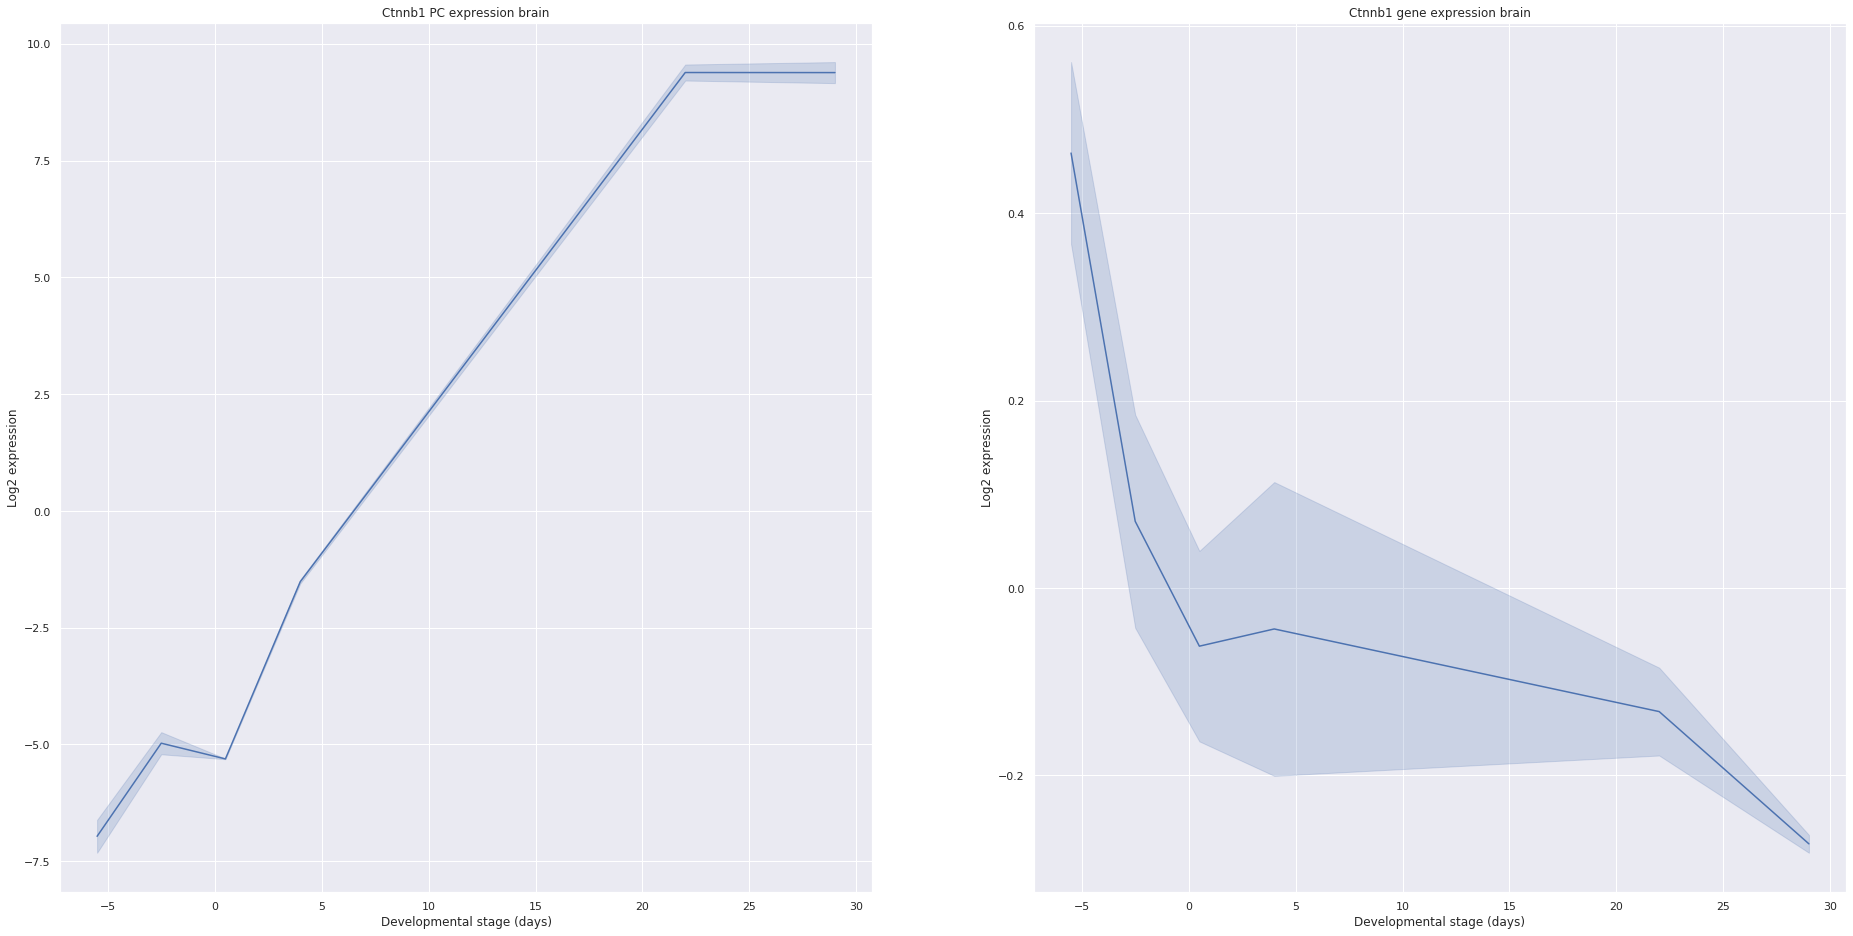 Ctnnb1 PC expression brain
10.0
7.5
5.0
2.5
0.0
−2.5
−5.0
−7.5
Log2 expression
−5 0 5 10 15 20 25 30
Developmental stage (days)
Ctnnb1 gene expression brain
0.6
0.4
0.2
0.0
−0.2
Log2 expression
−5 0 5 10 15 20 25 30
Developmental stage (days)